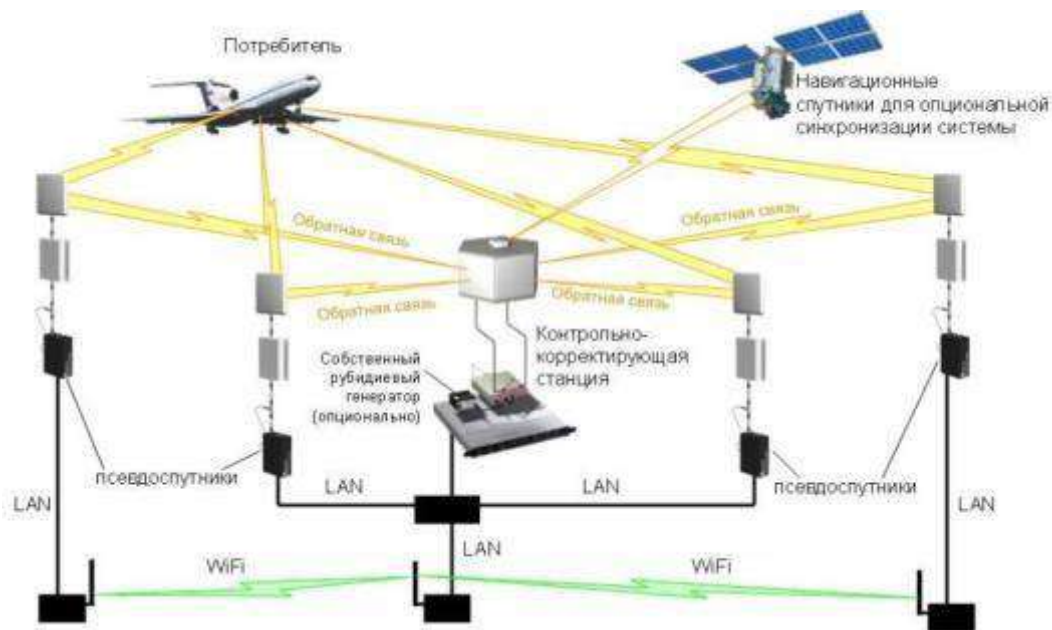 Потребитель
Навигационные
спутники для опциональной
синхронизации системы
Обратная связь
Обратная связь
Обратная связь
Обратная связь
Контрольно-
корректирующая
станция
Собственный
рубидиевый
генератор
(опционально)
псевдоспутники
псевдоспутники
LAN
LAN
LAN
LAN
LAN
WiFi
WiFi